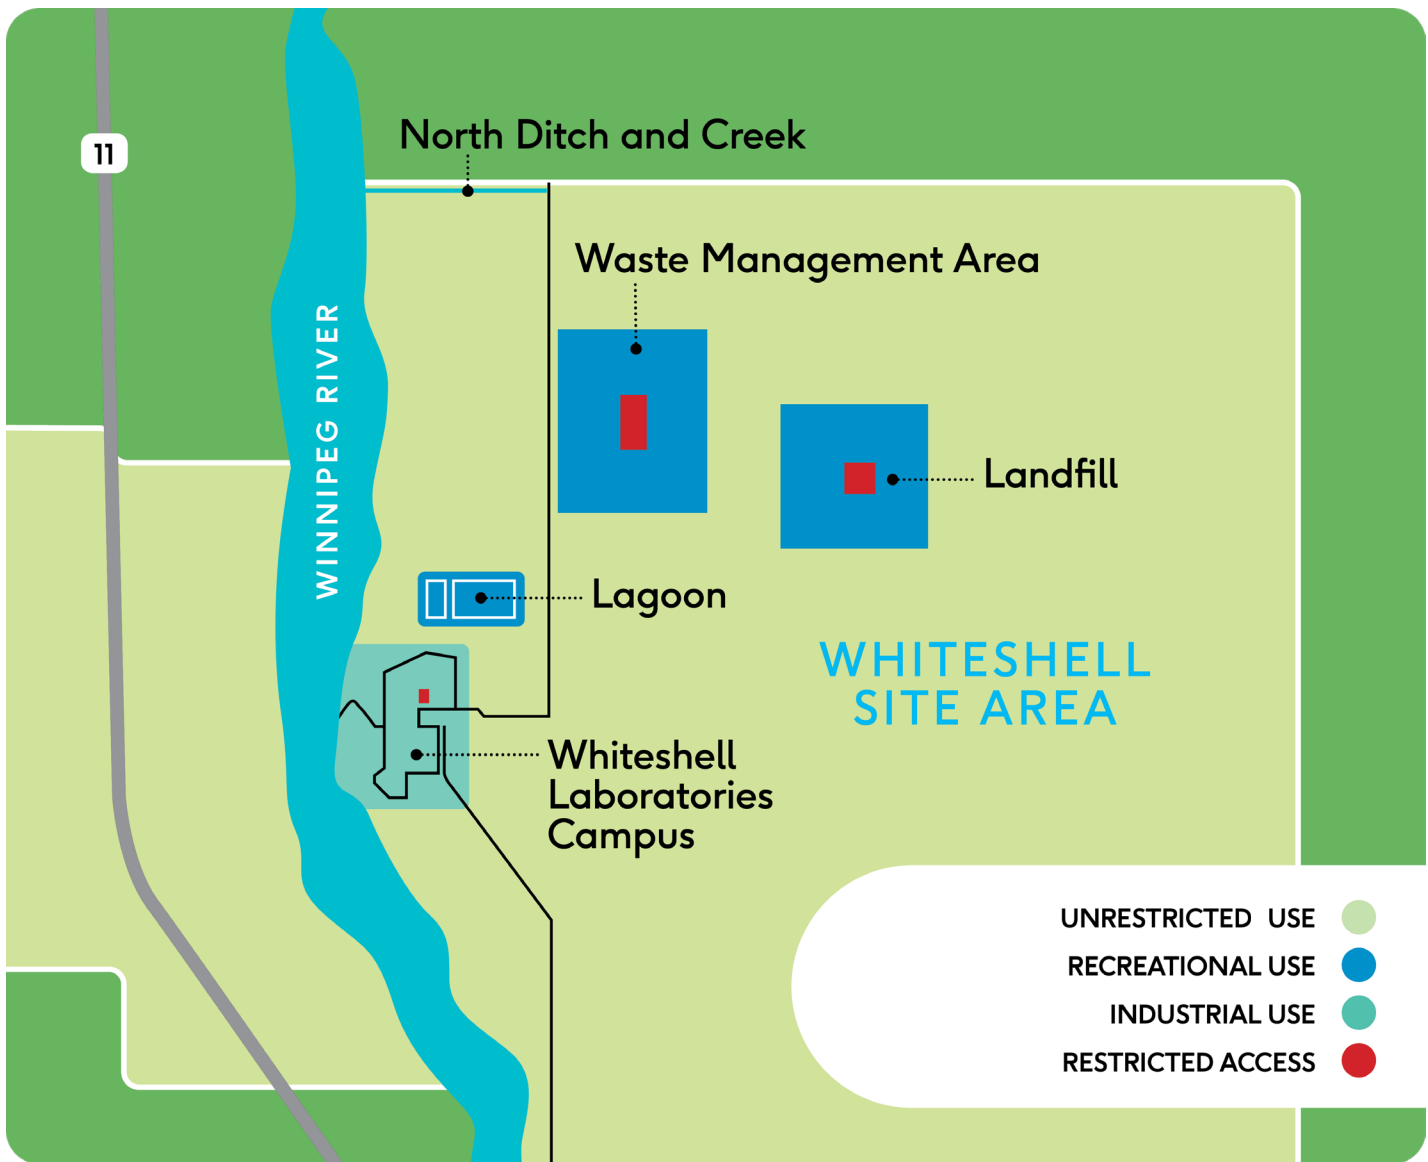 11
North Ditch and Creek
Waste Management Area
WINNIPEG RIVER
Landfill
Lagoon
WHITESHELL
SITE AREA
Whiteshell
Laboratories
Campus
UNRESTRICTED USE
RECREATIONAL USE
INDUSTRIAL USE
RESTRICTED ACCESS